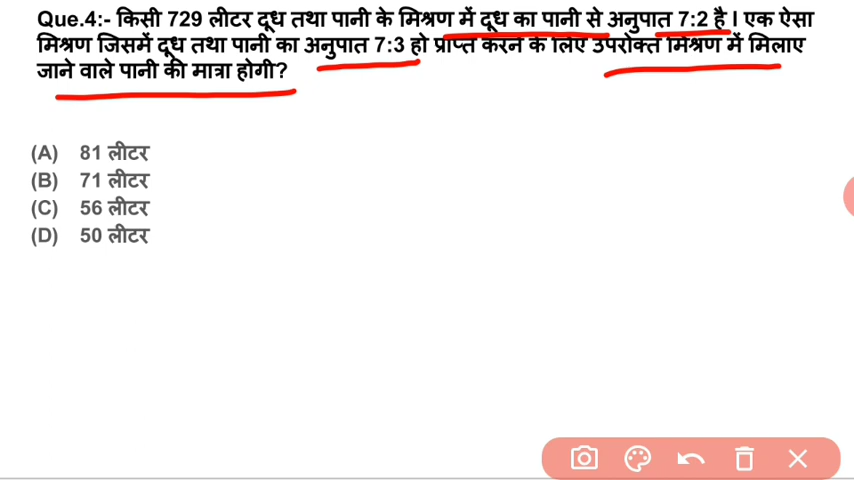 Que.4:- किसी 729 लीटर दूध तथा पानी के मिश्रण में दूध का पानी से अनुपात 7:2 है I एक ऐसा
मिश्रण जिसमें दूध तथा पानी का अनुपात 7:3 हो प्राप्त करने के लिए उपरोक्त मिश्रण में मिलाए
जाने वाले पानी की मात्रा होगी?
(A) 81 लीटर
(B) 71 लीटर
(C) 56 लीटर
(D) 50 लीटर